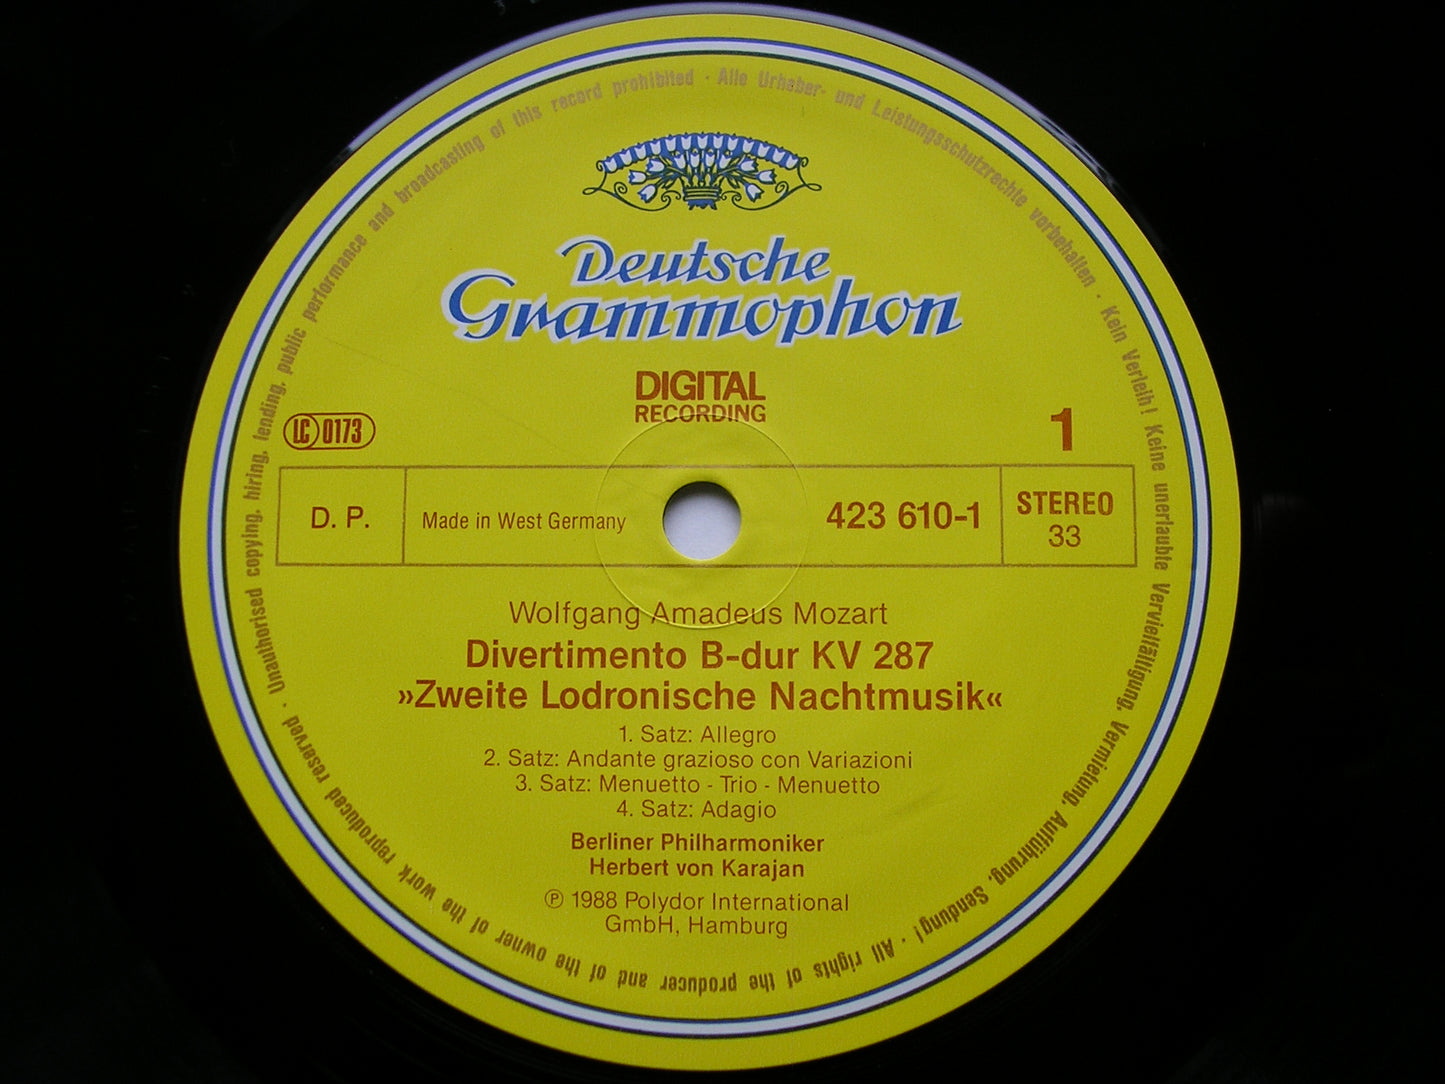 Deutsche
Grammophon
DIGITAL
RECORDING
LC 0173
1
D. P.
Made in West Germany
423 610-1
STEREO
33
Wolfgang Amadeus Mozart
Divertimento B-dur KV 287
»Zweite Lodronische Nachtmusik«
1. Satz: Allegro
2. Satz: Andante grazioso con Variazioni
3. Satz: Menuetto - Trio - Menuetto
4. Satz: Adagio
Berliner Philharmoniker
Herbert von Karajan
℗ 1988 Polydor International
GmbH, Hamburg
Alle Urheber- und Leistungsschutzrechte vorbehalten · Kein Verleih! Keine unerlaubte Vervielfältigung, Vermietung, Aufführung, Sendung! · All rights of the producer and of the owner of the work reproduced reserved · Unauthorised copying, hiring, lending, public performance and broadcasting of this record prohibited ·